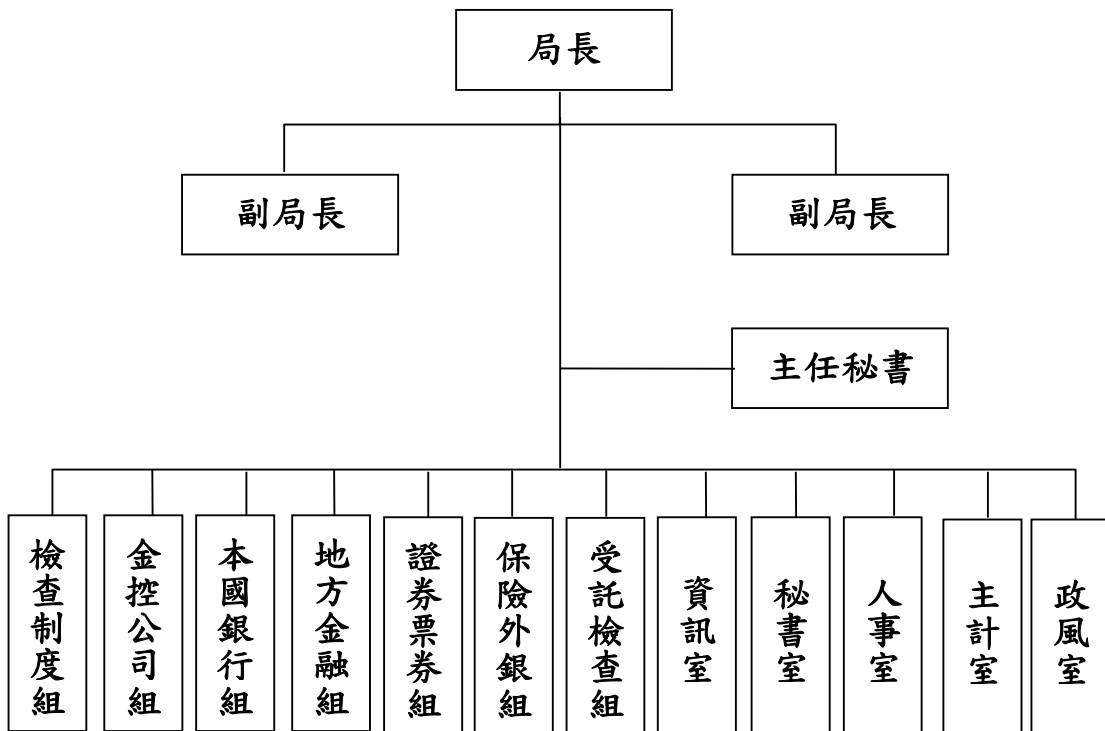 局長
副局長
副局長
主任秘書
檢查制度組
金控公司組
本國銀行組
地方金融組
證券票券組
保險外銀組
受託檢查組
資訊室
秘書室
人事室
主計室
政風室